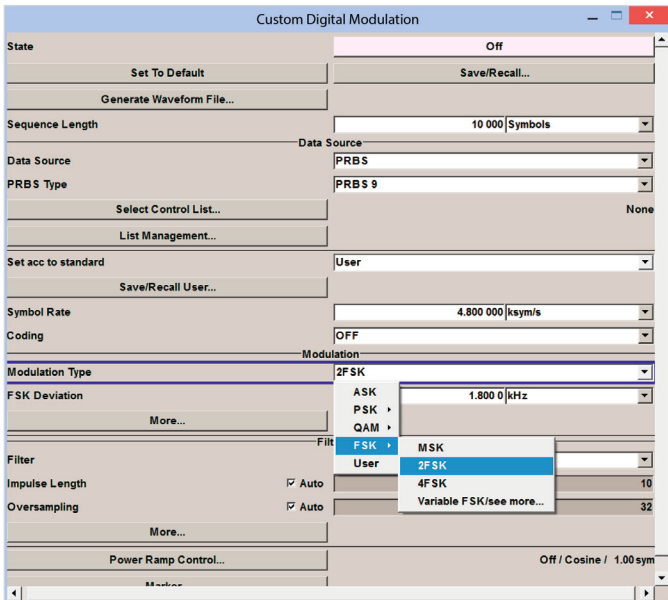 Custom Digital Modulation
State Off
Set To Default Save/Recall...
Generate Waveform File...
Sequence Length 10 000 Symbols
Data Source
Data Source PRBS
PRBS Type PRBS 9
Select Control List... None
List Management...
Set acc to standard User
Save/Recall User...
Symbol Rate 4.800 000 ksym/s
Coding OFF
Modulation
Modulation Type 2FSK
FSK Deviation 1.800 0 kHz
ASK
PSK
More...
QAM
Filt
FSK MSK
Filter User 2FSK
Impulse Length Auto 4FSK 10
Oversampling Auto Variable FSK/see more... 32
More...
Power Ramp Control... Off / Cosine / 1.00 sym
Marker